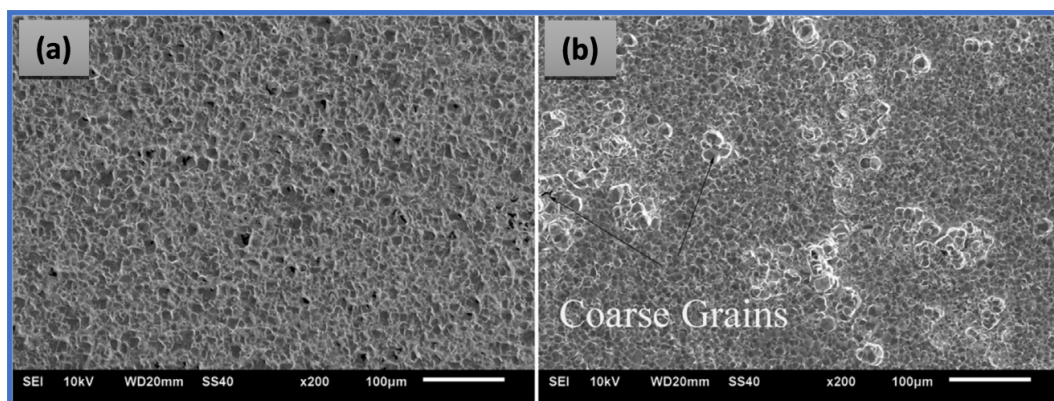 (a)
(b)
Coarse Grains
SEI 10kV WD20mm SS40 x200 100μm
SEI 10kV WD20mm SS40 x200 100μm